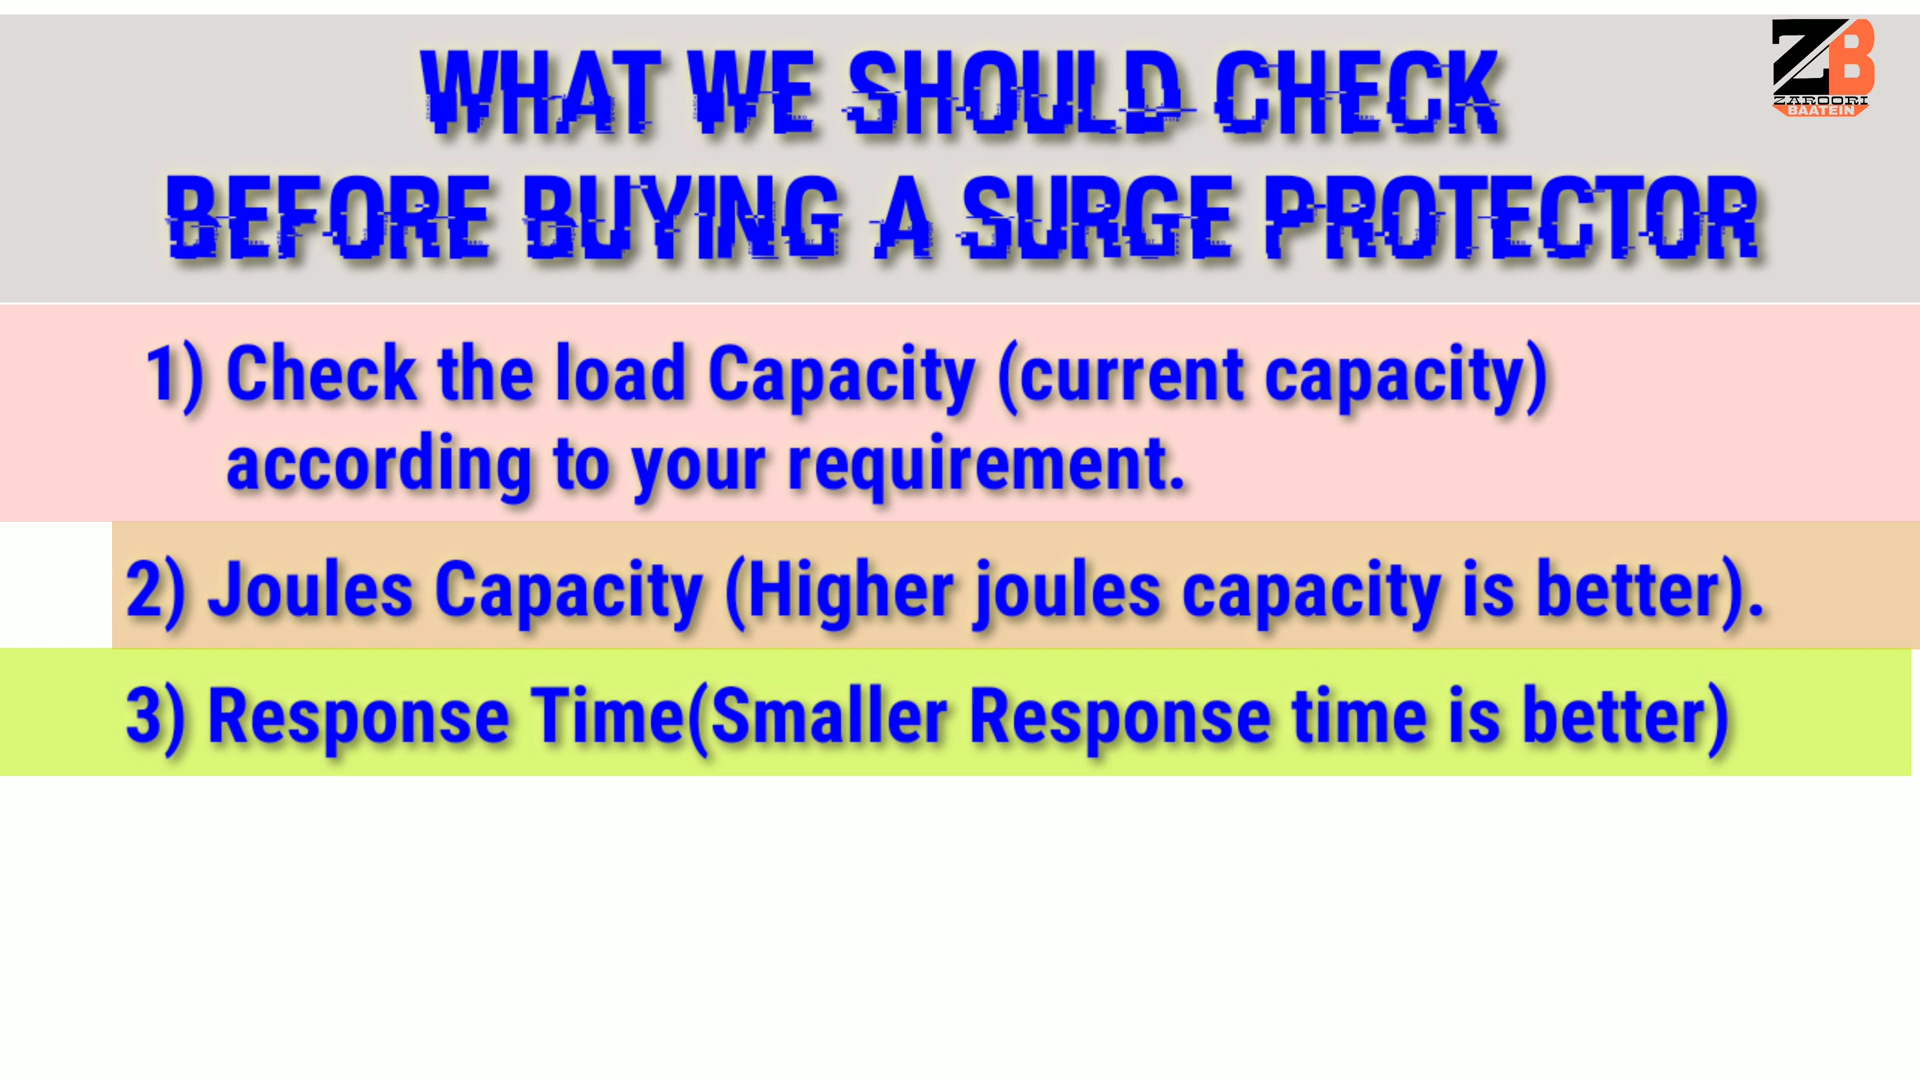 WHAT WE SHOULD CHECK
BEFORE BUYING A SURGE PROTECTOR
ZB
ZAROORI
BAATEIN
1) Check the load Capacity (current capacity)
according to your requirement.
2) Joules Capacity (Higher joules capacity is better).
3) Response Time(Smaller Response time is better)